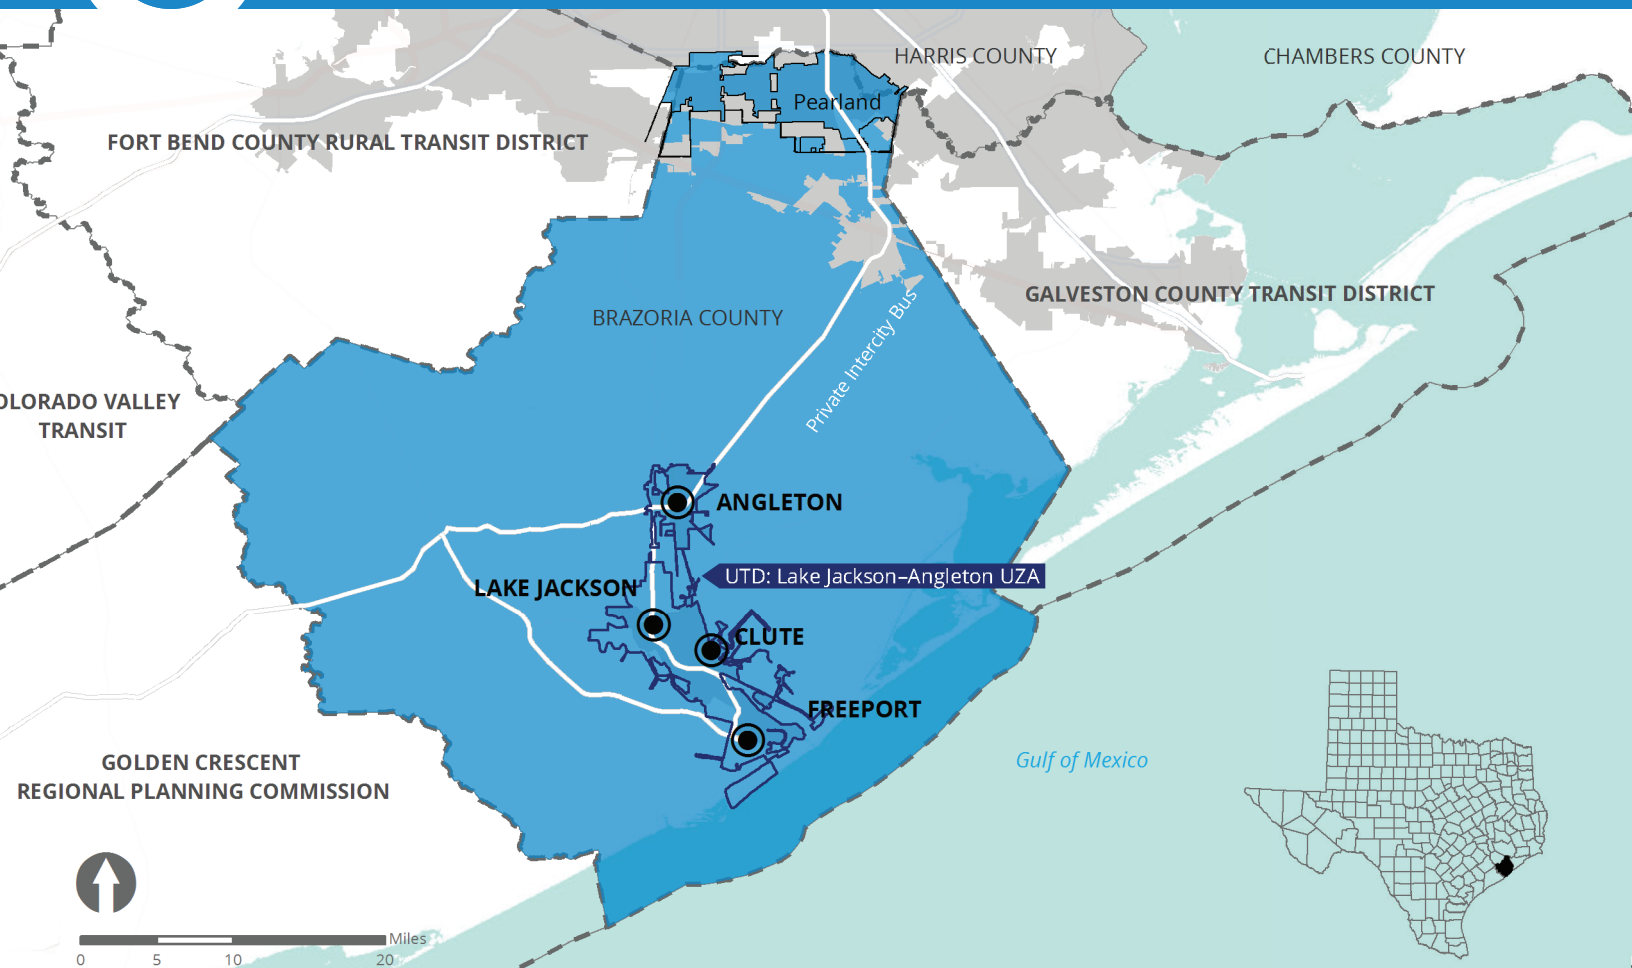 HARRIS COUNTY
CHAMBERS COUNTY
Pearland
FORT BEND COUNTY RURAL TRANSIT DISTRICT
GALVESTON COUNTY TRANSIT DISTRICT
BRAZORIA COUNTY
Private Intercity Bus
OLORADO VALLEY
TRANSIT
ANGLETON
UTD: Lake Jackson–Angleton UZA
LAKE JACKSON
CLUTE
FREEPORT
Gulf of Mexico
GOLDEN CRESCENT
REGIONAL PLANNING COMMISSION
Miles
0 5 10 20